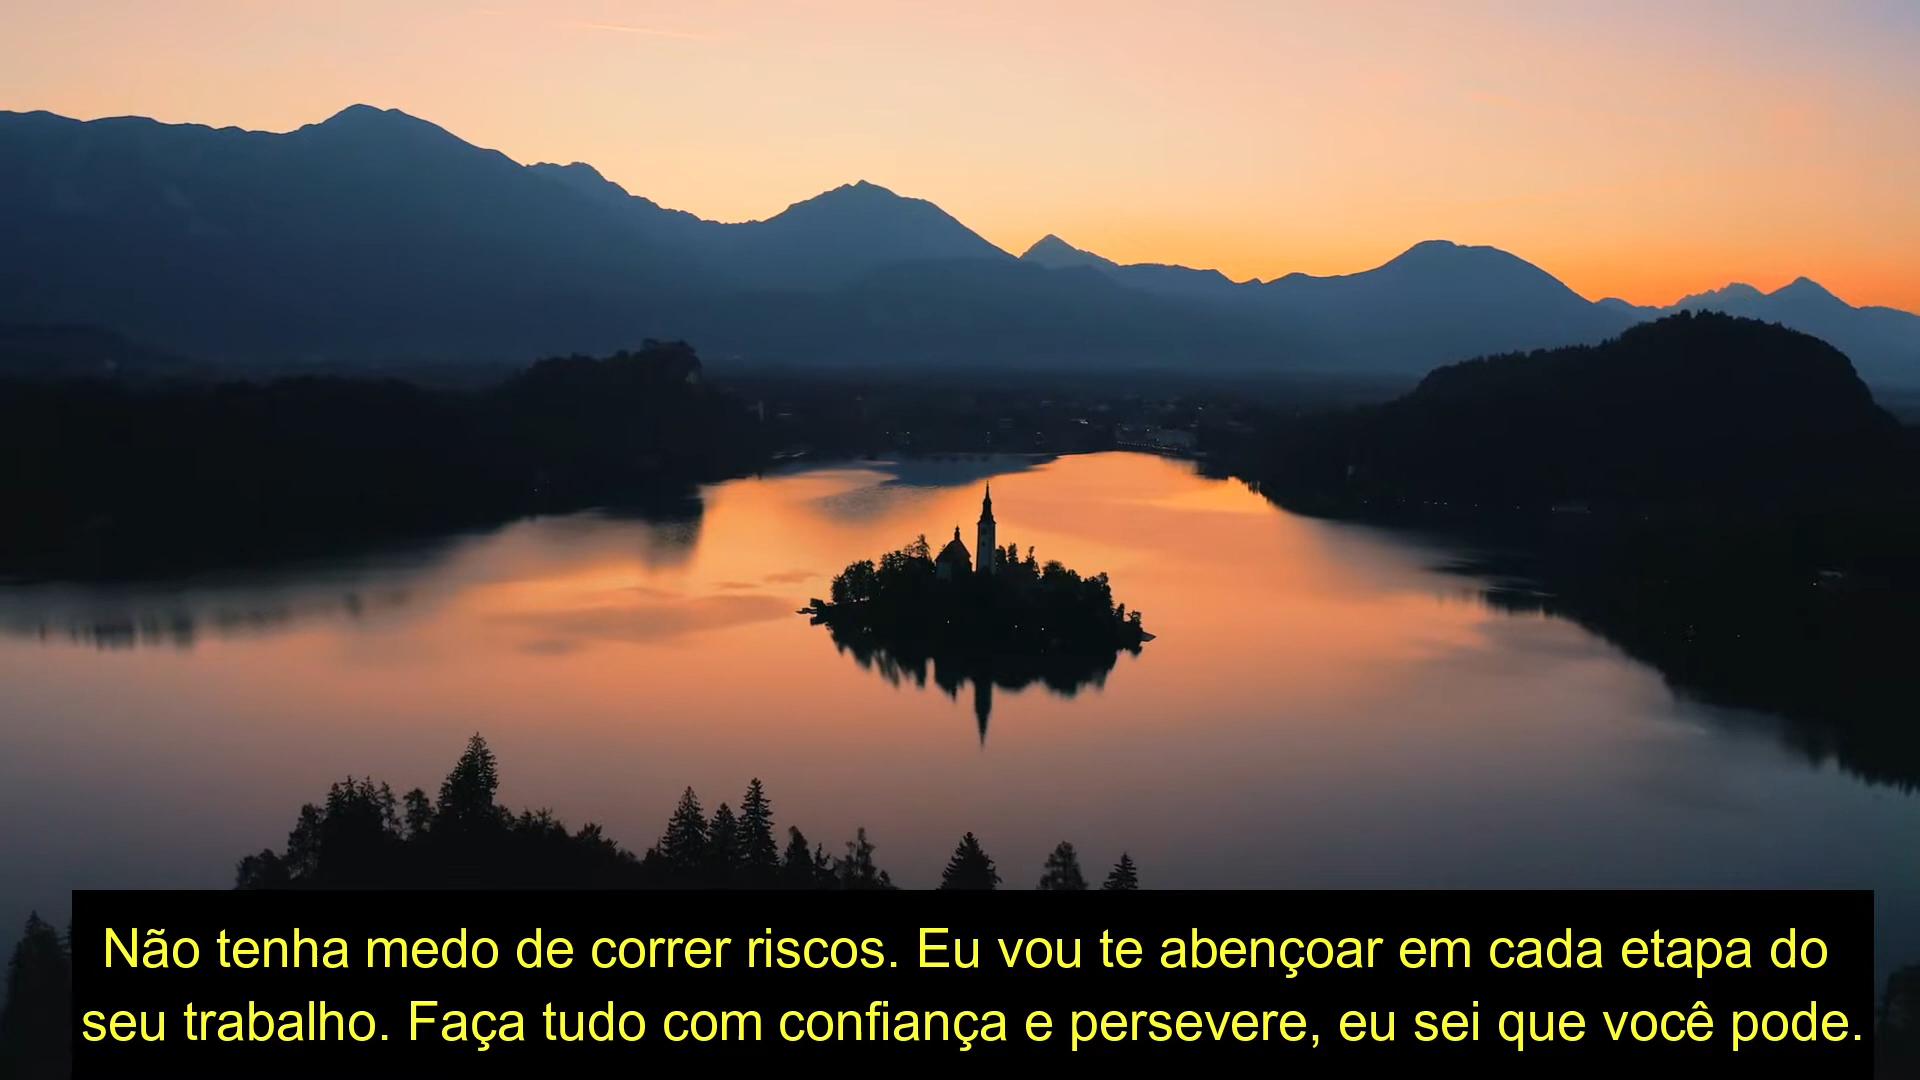 Não tenha medo de correr riscos. Eu vou te abençoar em cada etapa do
seu trabalho. Faça tudo com confiança e persevere, eu sei que você pode.